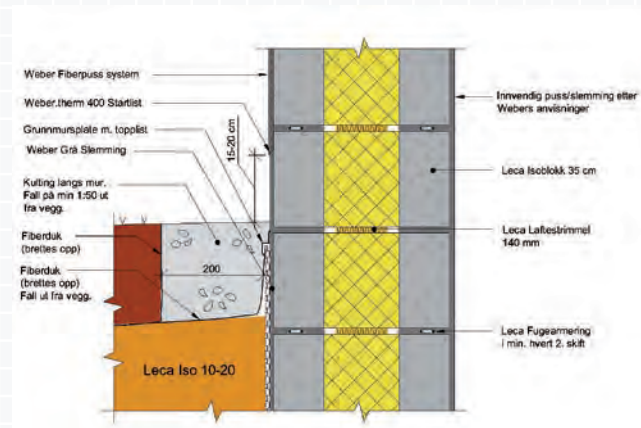 Weber Fiberpuss system
Weber.therm 400 Startlist
Grunnmursplate m. topplist
Weber Grå Slemming
Kulting langs mur.
Fall på min 1:50 ut
fra vegg.
Fiberduk
(brettes opp)
Fiberduk
(brettes opp)
Fall ut fra vegg.
15-20 cm
200
Leca Iso 10-20
Innvendig puss/slemming etter
Webers anvisninger
Leca Isoblokk 35 cm
Leca Laftestrimmel
140 mm
Leca Fugearmering
i min. hvert 2. skift